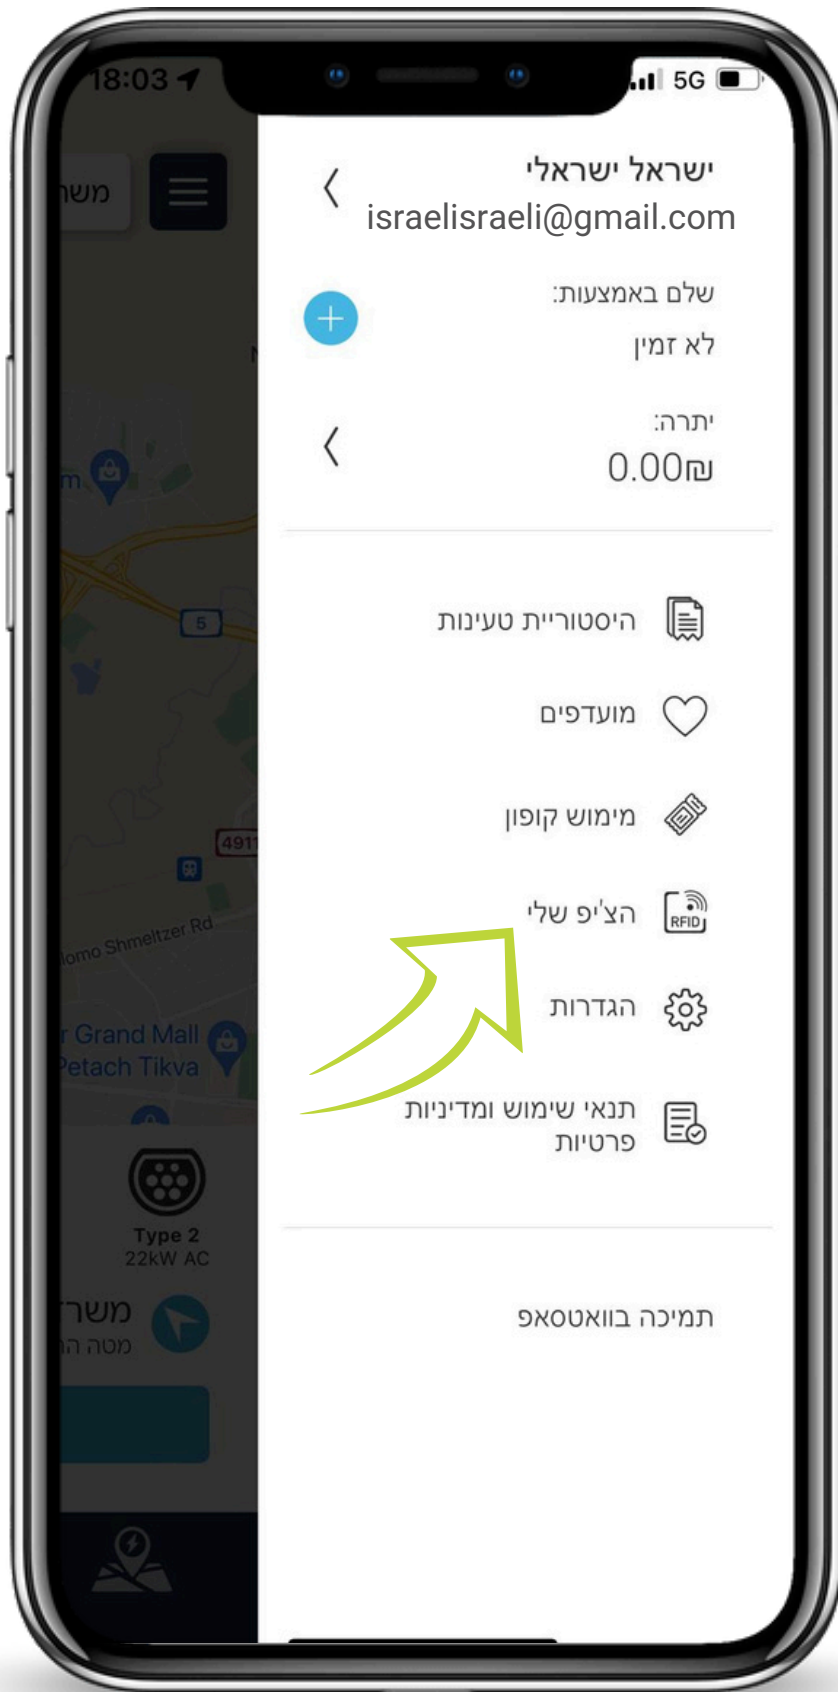 18:03
5G
ישראל ישראלי
israelisraeli@gmail.com
שלם באמצעות:
לא זמין
יתרה:
0.00₪
היסטוריית טעינות
מועדפים
מימוש קופון
הצ'יפ שלי
RFID
הגדרות
תנאי שימוש ומדיניות
פרטיות
תמיכה בוואטסאפ
5
4911
Shmeltzer Rd
Grand Mall
Petach Tikva
Type 2
22kW AC
מטה